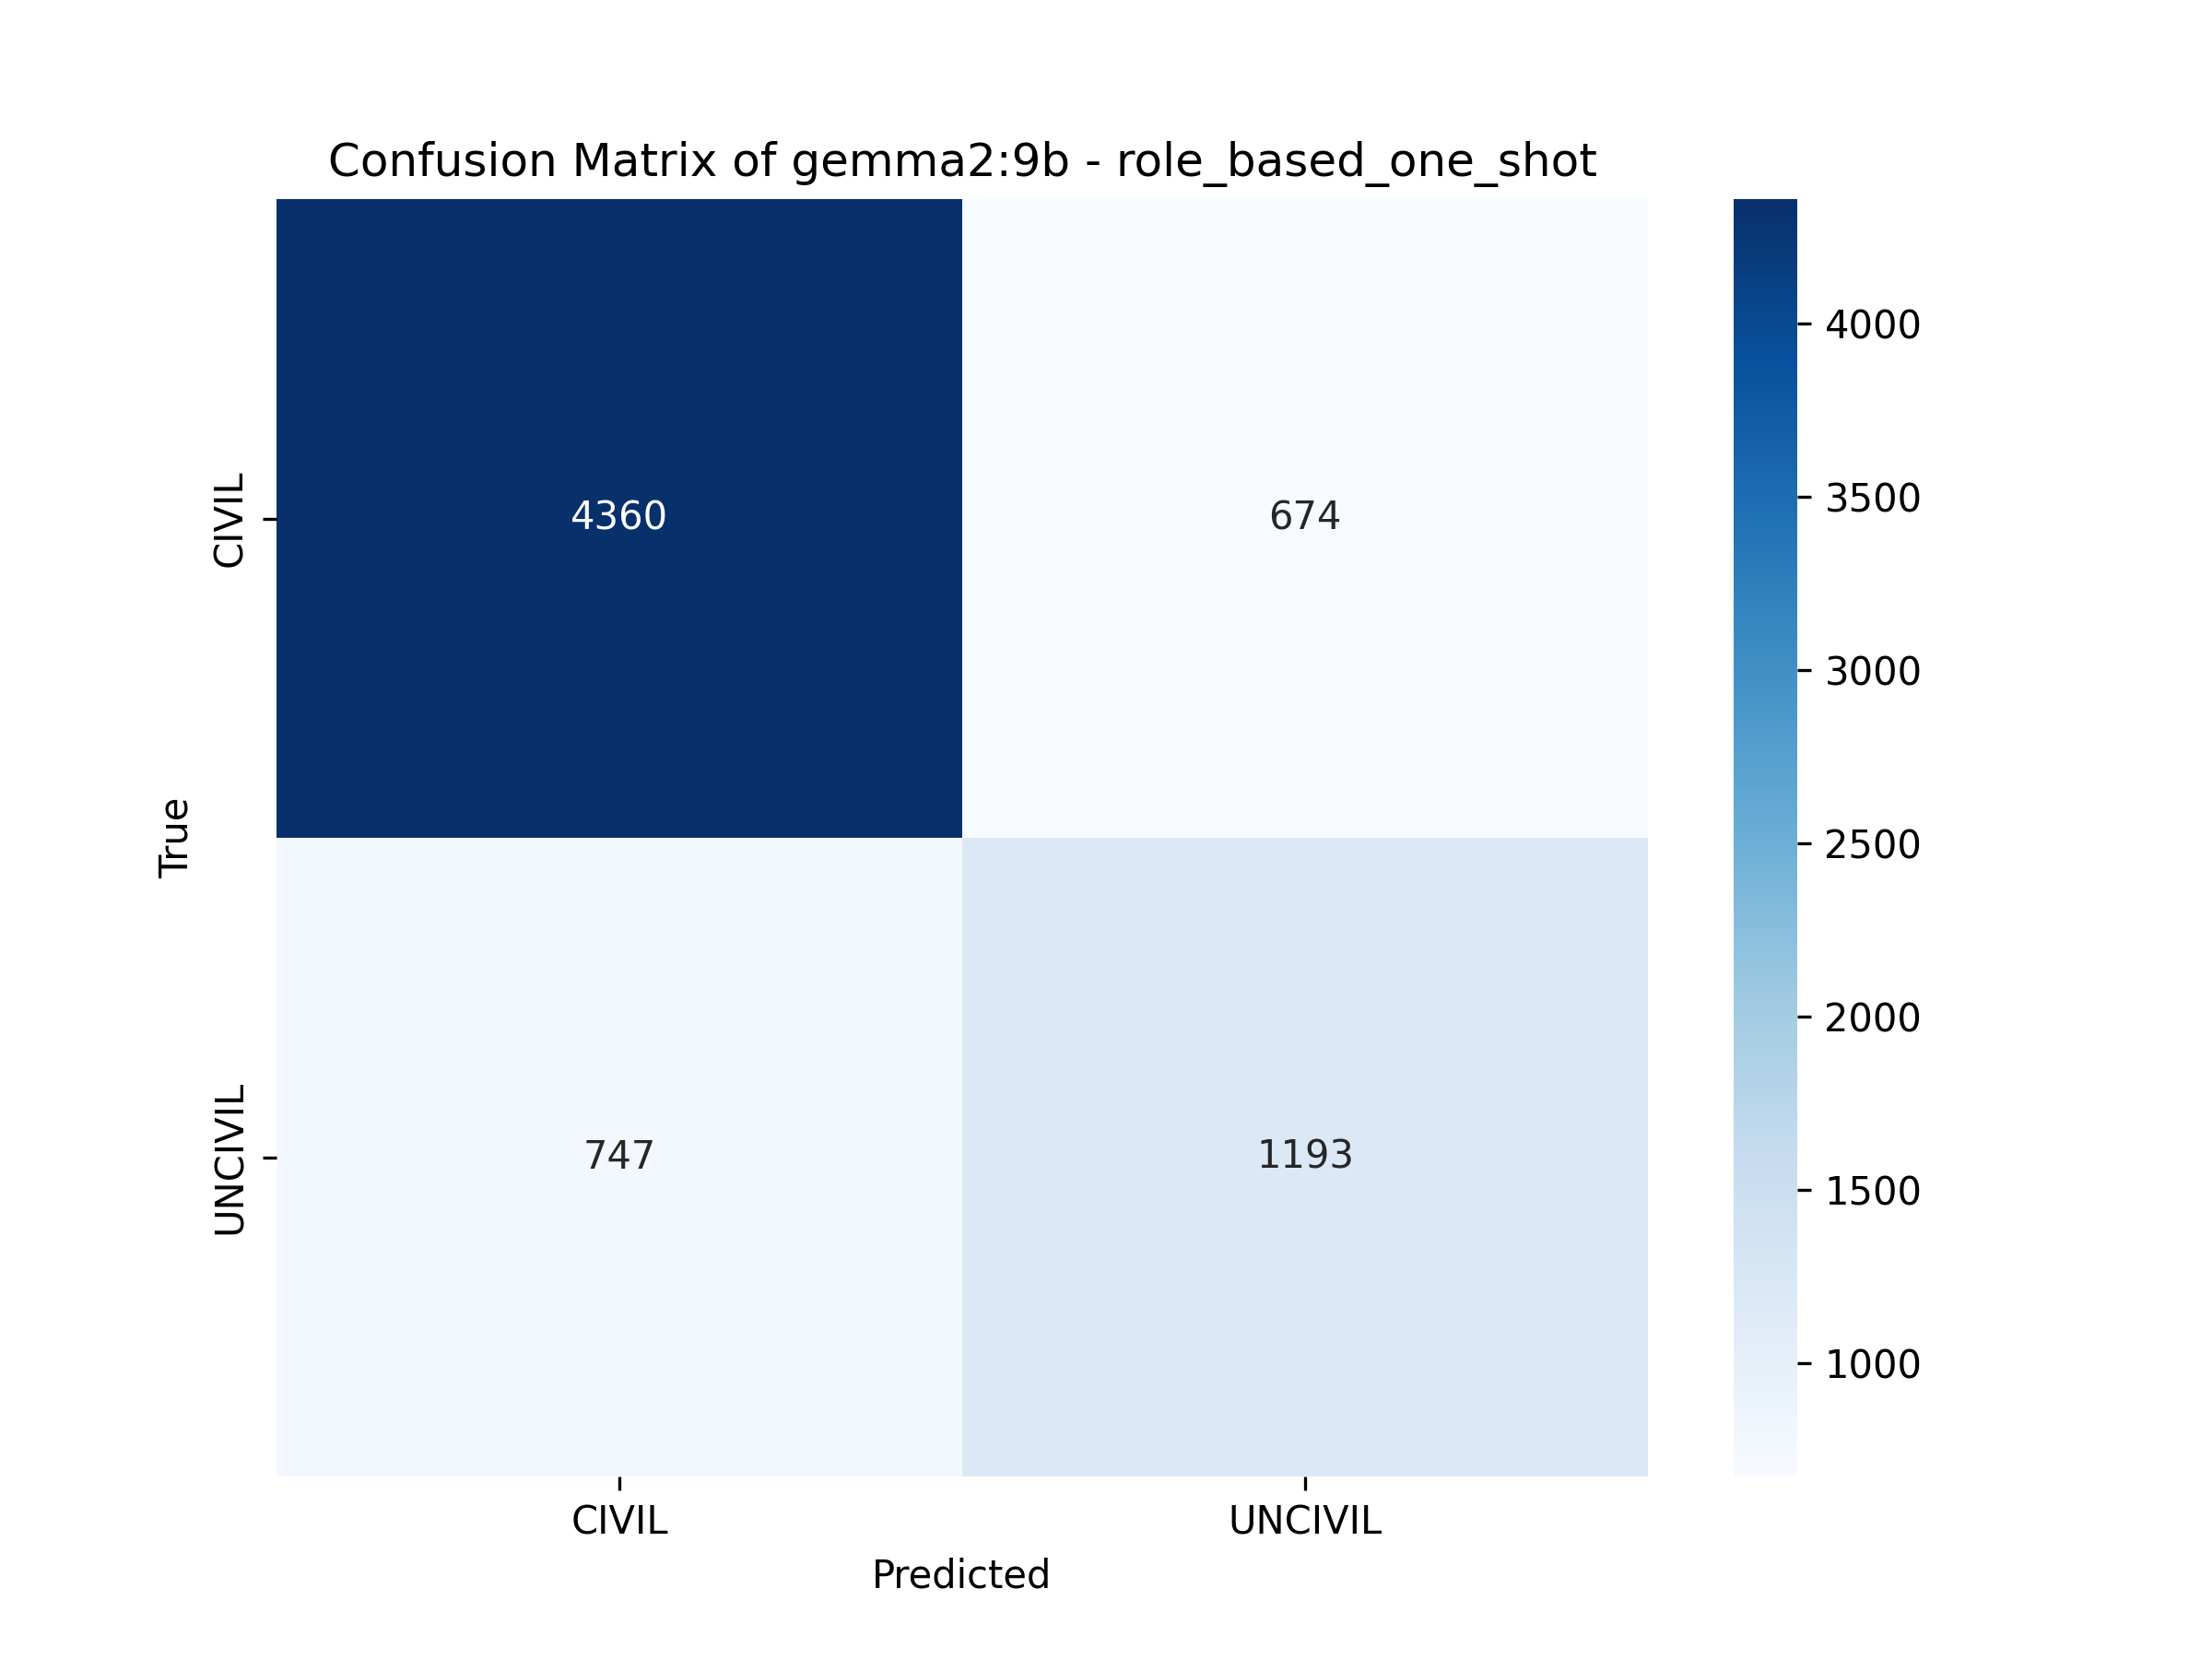 Confusion Matrix of gemma2:9b - role_based_one_shot
CIVIL
4360
674
UNCIVIL
747
1193
True
CIVIL
UNCIVIL
Predicted
4000
3500
3000
2500
2000
1500
1000